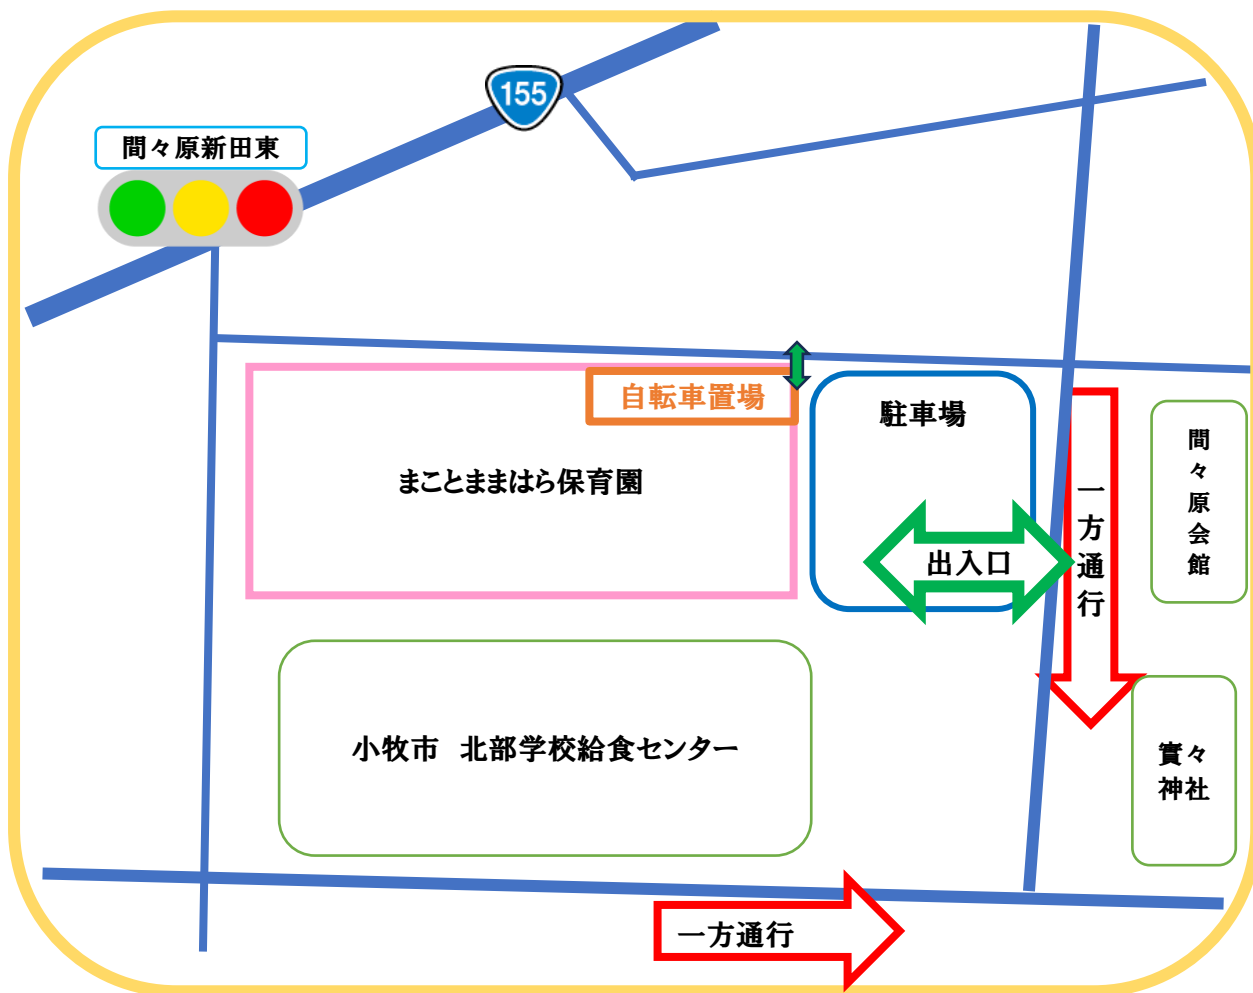 155
間々原新田東
自転車置場
駐車場
間々原会館
まことままはら保育園
一方通行
出入口
小牧市 北部学校給食センター
實々
神社
一方通行